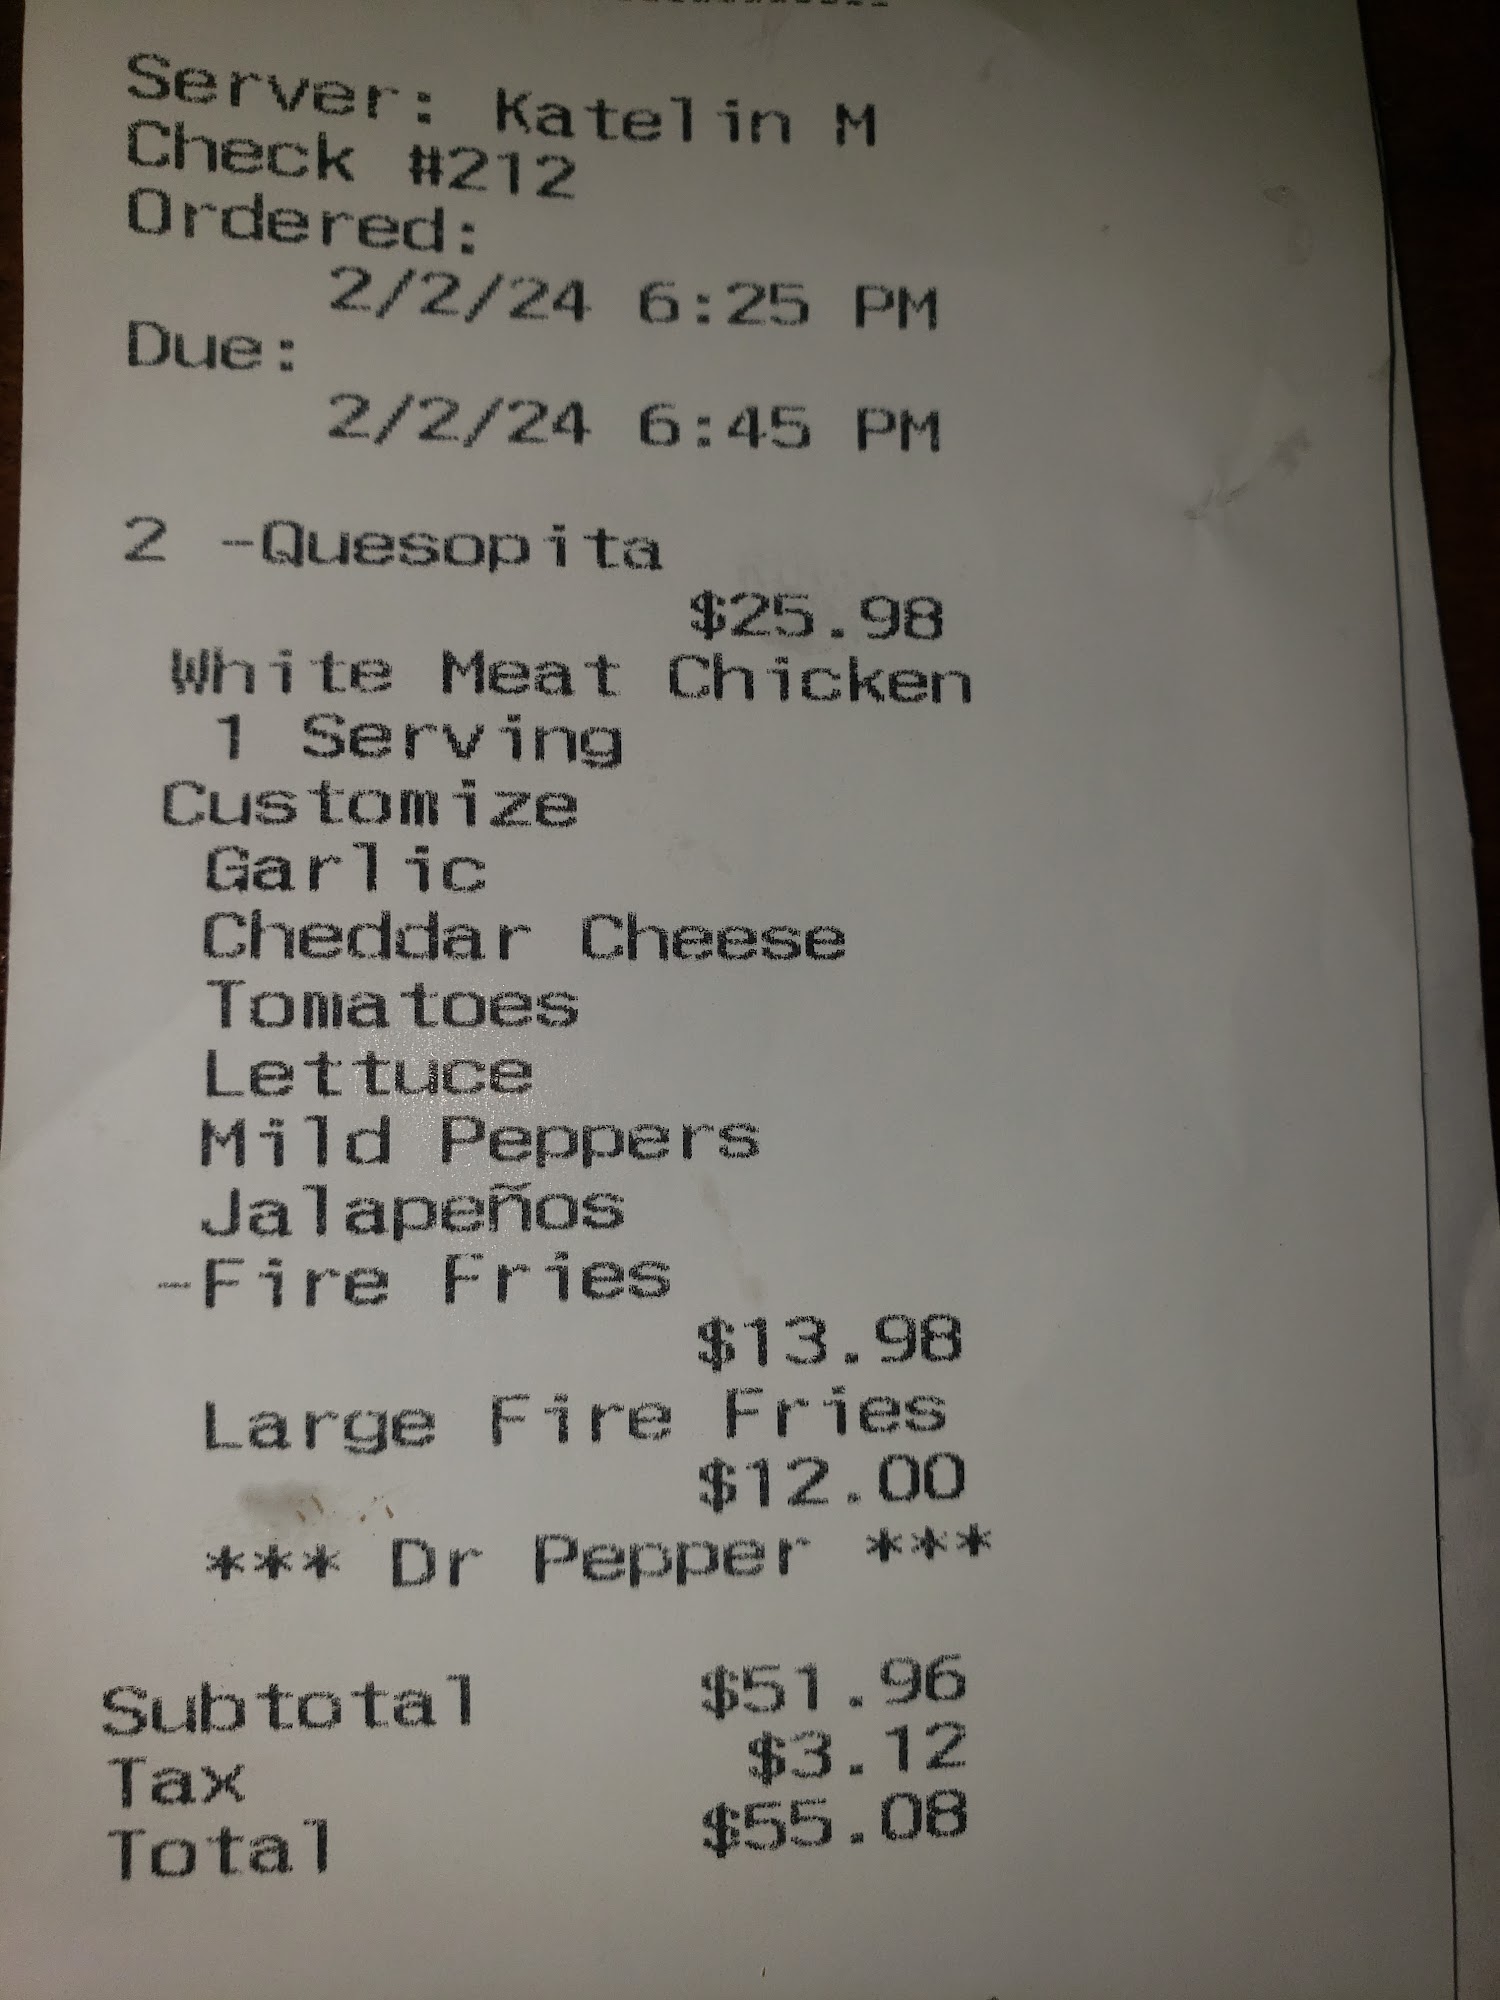 Server: Katelin M
Check #212
Ordered:
2/2/24 6:25 PM
Due:
2/2/24 6:45 PM
2 -Quesopita
$25.98
White Meat Chicken
1 Serving
Customize
Garlic
Cheddar Cheese
Tomatoes
Lettuce
Mild Peppers
Jalapeños
-Fire Fries
$13.98
Large Fire Fries
$12.00
*** Dr Pepper ***
Subtotal $51.96
Tax $3.12
Total $55.08